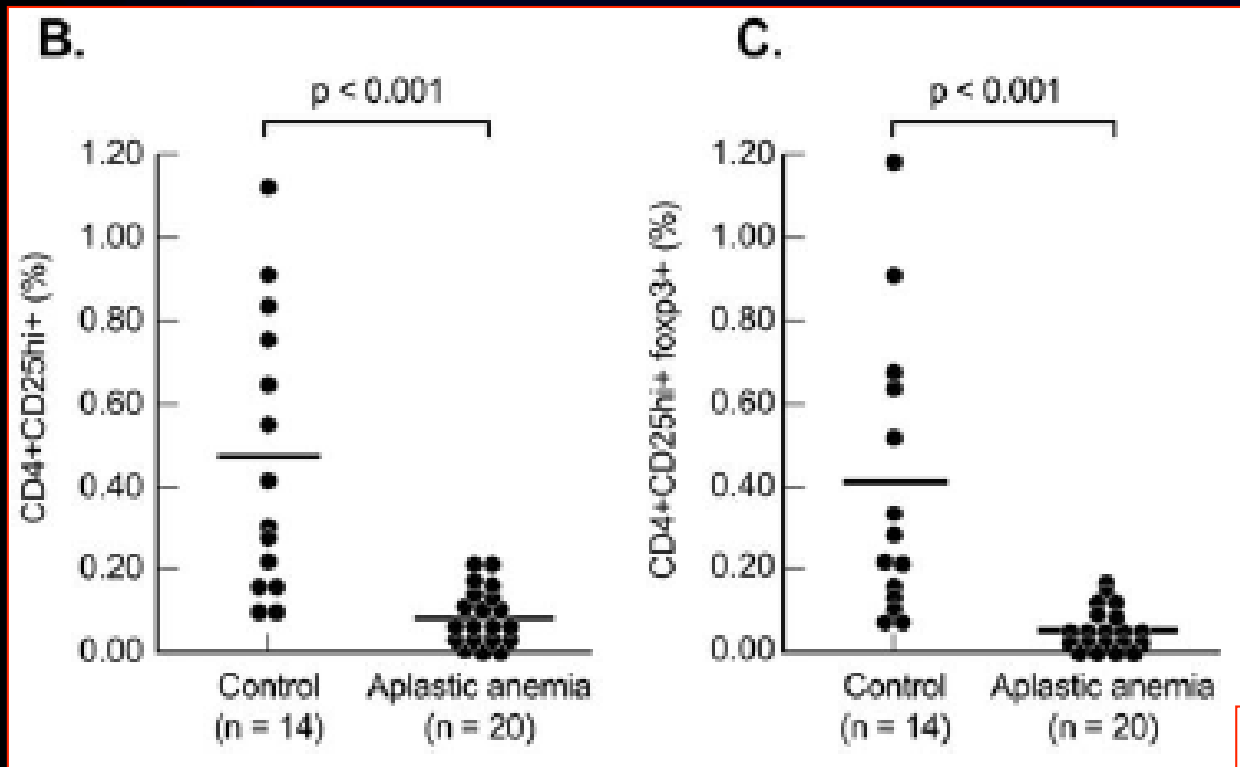 B.
p < 0.001
CD4+CD25hi+ (%)
1.20
1.00
0.80
0.60
0.40
0.20
0.00
Control
(n = 14)
Aplastic anemia
(n = 20)
C.
p < 0.001
CD4+CD25hi+ foxp3+ (%)
1.20
1.00
0.80
0.60
0.40
0.20
0.00
Control
(n = 14)
Aplastic anemia
(n = 20)